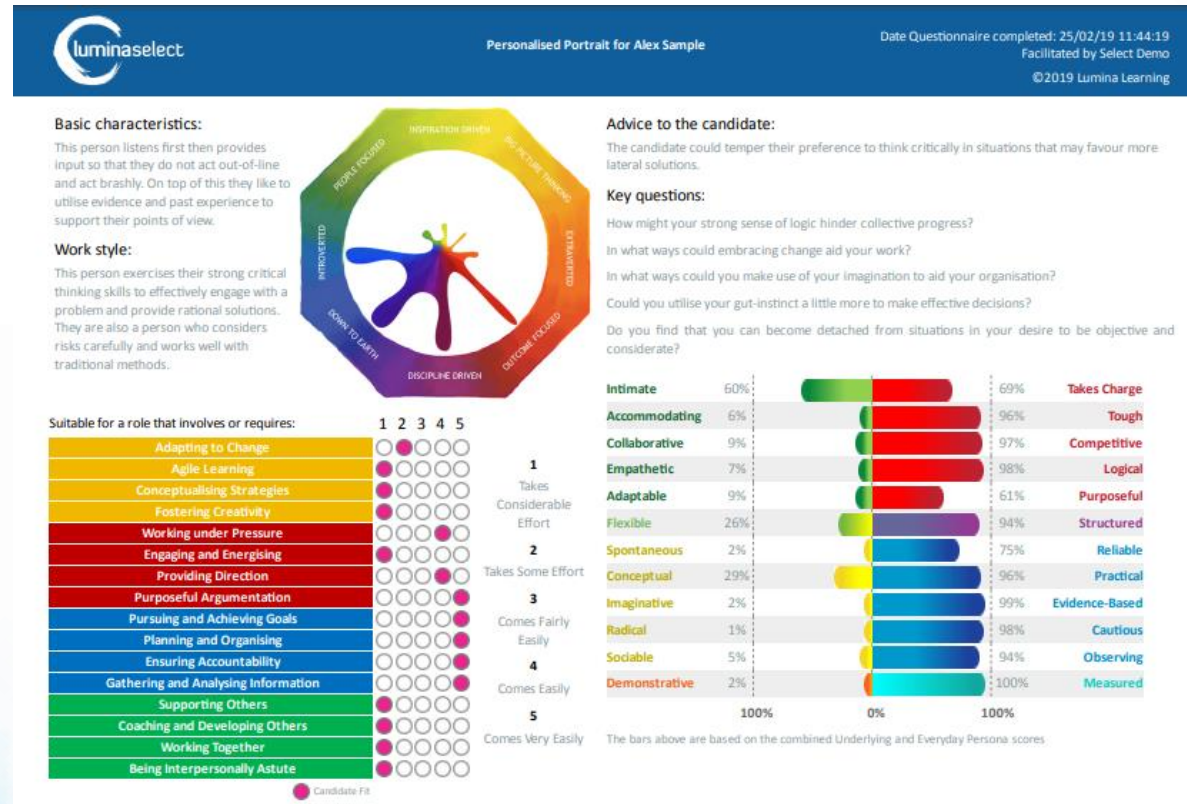 luminaselect
Personalised Portrait for Alex Sample
Date Questionnaire completed: 25/02/19 11:44:19
Facilitated by Select Demo
©2019 Lumina Learning
Basic characteristics:
This person listens first then provides
input so that they do not act out-of-line
and act brashly. On top of this they like to
utilise evidence and past experience to
support their points of view.
Work style:
This person exercises their strong critical
thinking skills to effectively engage with a
problem and provide rational solutions.
They are also a person who considers
risks carefully and works well with
traditional methods.
INSPIRATION DRIVEN
BIG PICTURE THINKING
EXTRAVERTED
OUTCOME FOCUSED
DISCIPLINE DRIVEN
DOWN TO EARTH
INTROVERTED
PEOPLE FOCUSED
Suitable for a role that involves or requires:
1 2 3 4 5
Adapting to Change
Agile Learning
Conceptualising Strategies
Fostering Creativity
Working under Pressure
Engaging and Energising
Providing Direction
Purposeful Argumentation
Pursuing and Achieving Goals
Planning and Organising
Ensuring Accountability
Gathering and Analysing Information
Supporting Others
Coaching and Developing Others
Working Together
Being Interpersonally Astute
Candidate Fit
1
Takes
Considerable
Effort
2
Takes Some Effort
3
Comes Fairly
Easily
4
Comes Easily
5
Comes Very Easily
Advice to the candidate:
The candidate could temper their preference to think critically in situations that may favour more
lateral solutions.
Key questions:
How might your strong sense of logic hinder collective progress?
In what ways could embracing change aid your work?
In what ways could you make use of your imagination to aid your organisation?
Could you utilise your gut-instinct a little more to make effective decisions?
Do you find that you can become detached from situations in your desire to be objective and
considerate?
Intimate 60% 69% Takes Charge
Accommodating 6% 96% Tough
Collaborative 9% 97% Competitive
Empathetic 7% 98% Logical
Adaptable 9% 61% Purposeful
Flexible 26% 94% Structured
Spontaneous 2% 75% Reliable
Conceptual 29% 96% Practical
Imaginative 2% 99% Evidence-Based
Radical 1% 98% Cautious
Sociable 5% 94% Observing
Demonstrative 2% 100% Measured
100% 0% 100%
The bars above are based on the combined Underlying and Everyday Persona scores